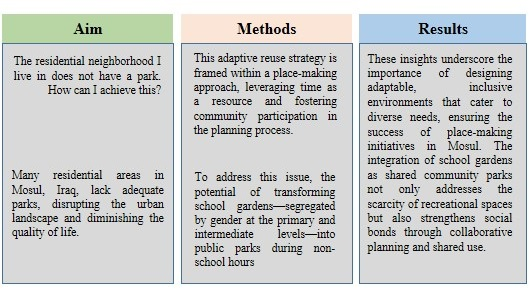 Aim
The residential neighborhood I
live in does not have a park.
How can I achieve this?
Many residential areas in
Mosul, Iraq, lack adequate
parks, disrupting the urban
landscape and diminishing the
quality of life.
Methods
This adaptive reuse strategy is
framed within a place-making
approach, leveraging time as
a resource and fostering
community participation in
the planning process.
To address this issue, the
potential of transforming
school gardens—segregated
by gender at the primary and
intermediate levels—into
public parks during non-
school hours
Results
These insights underscore the
importance of designing
adaptable, inclusive
environments that cater to
diverse needs, ensuring the
success of place-making
initiatives in Mosul. The
integration of school gardens
as shared community parks
not only addresses the
scarcity of recreational spaces
but also strengthens social
bonds through collaborative
planning and shared use.